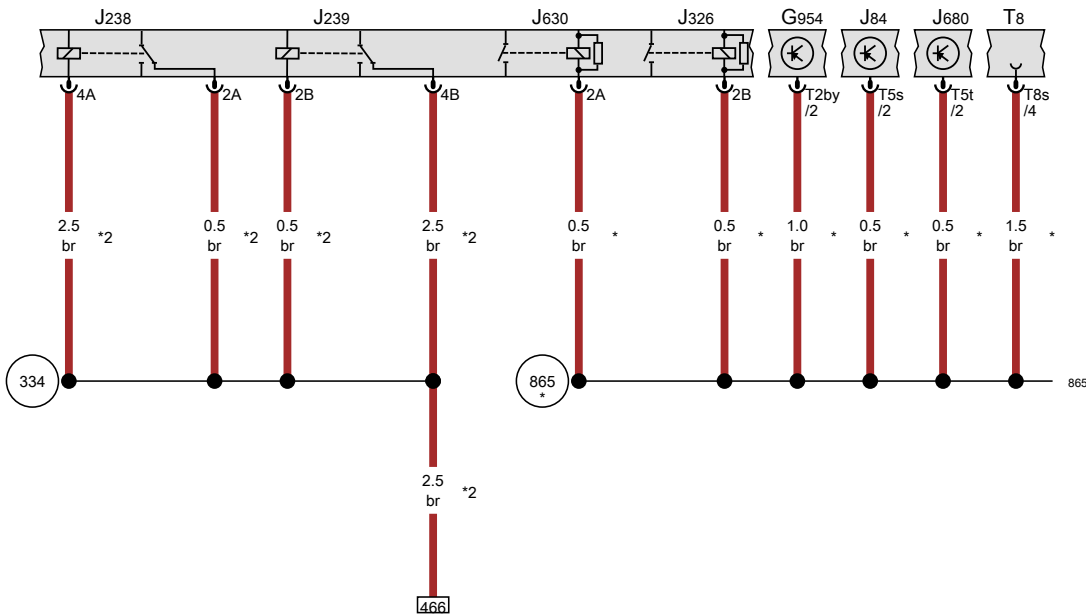 J238 J239 J630 J326 G954 J84 J680 T8
4A 2A 2B 4B 2A 2B T2by T5s T5t T8s
/2 /2 /2 /4
2.5 0.5 0.5 2.5 0.5 0.5 1.0 0.5 0.5 1.5
br *2 br *2 br *2 br *2 br * br * br * br * br * br *
334 865 865
*
2.5
br *2
466